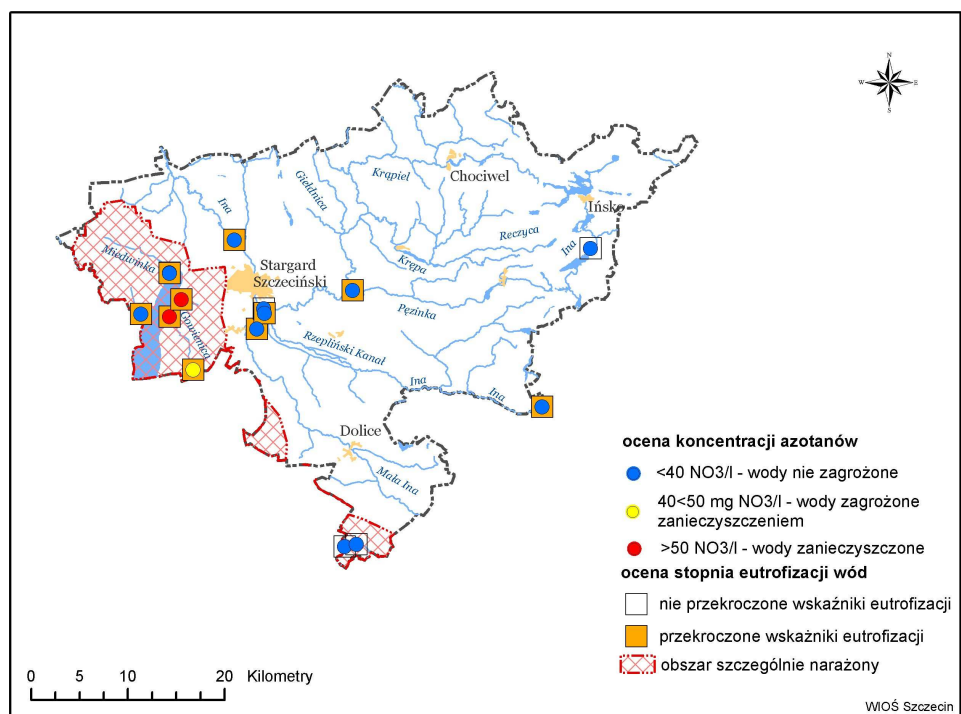 N
W E
S
Chociwel
Krąpiel
Giełdnica
Ina
Ińsko
Ina
Reczyca
Krępa
Miedwinka
Stargard
Szczeciński
Pęzinka
Gowienica
Rzepliński Kanał
Ina
Ina
Dolice
Mała Ina
ocena koncentracji azotanów
<40 NO3/l - wody nie zagrożone
40<50 mg NO3/l - wody zagrożone
zanieczyszczeniem
>50 NO3/l - wody zanieczyszczone
ocena stopnia eutrofizacji wód
nie przekroczone wskaźniki eutrofizacji
przekroczone wskażniki eutrofizacji
obszar szczególnie narażony
0 5 10 20 Kilometry
WIOŚ Szczecin